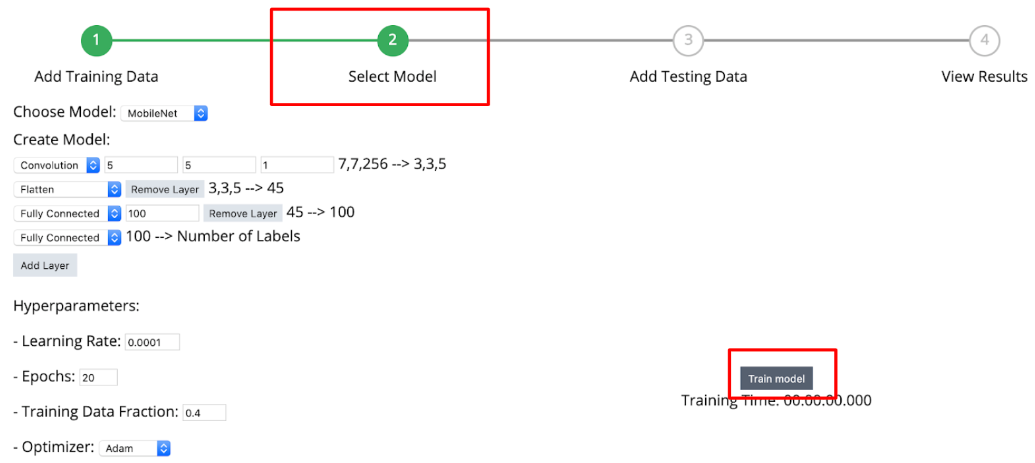 1 2 3 4
Add Training Data Select Model Add Testing Data View Results
Choose Model: MobileNet
Create Model:
Convolution 5 5 1 7,7,256 --> 3,3,5
Flatten Remove Layer 3,3,5 --> 45
Fully Connected 100 Remove Layer 45 --> 100
Fully Connected 100 --> Number of Labels
Add Layer
Hyperparameters:
- Learning Rate: 0.0001
- Epochs: 20
Train model
Training Time: 00:00:00.000
- Training Data Fraction: 0.4
- Optimizer: Adam